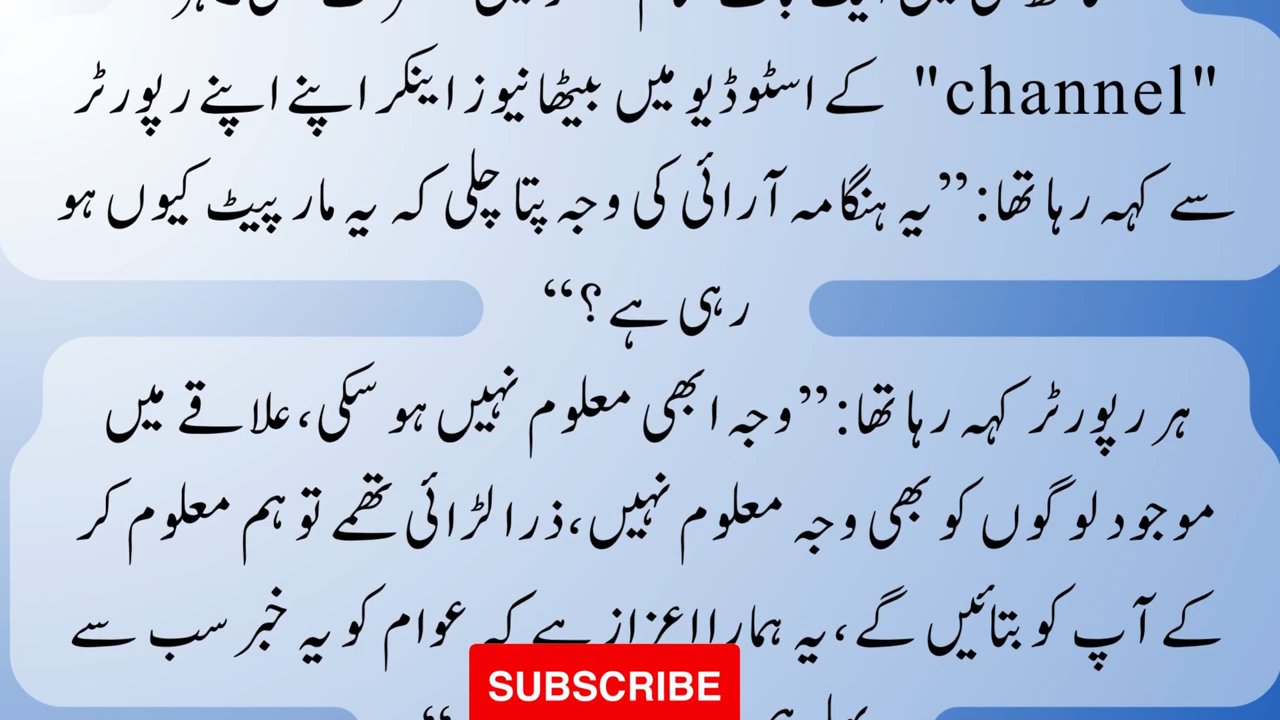 "channel" کے اسٹوڈیو میں بیٹھا نیوز اینکر اپنے اپنے رپورٹر
سے کہہ رہا تھا: ”یہ ہنگامہ آرائی کی وجہ پتا چلی کہ یہ مار پیٹ کیوں ہو
رہی ہے؟“
ہر رپورٹر کہہ رہا تھا: ”وجہ ابھی معلوم نہیں ہو سکی، علاقے میں
موجود لوگوں کو بھی وجہ معلوم نہیں، ذرا لڑائی تھمے تو ہم معلوم کر
کے آپ کو بتائیں گے، یہ ہمارا اعزاز ہے کہ عوام کو یہ خبر سب سے
SUBSCRIBE